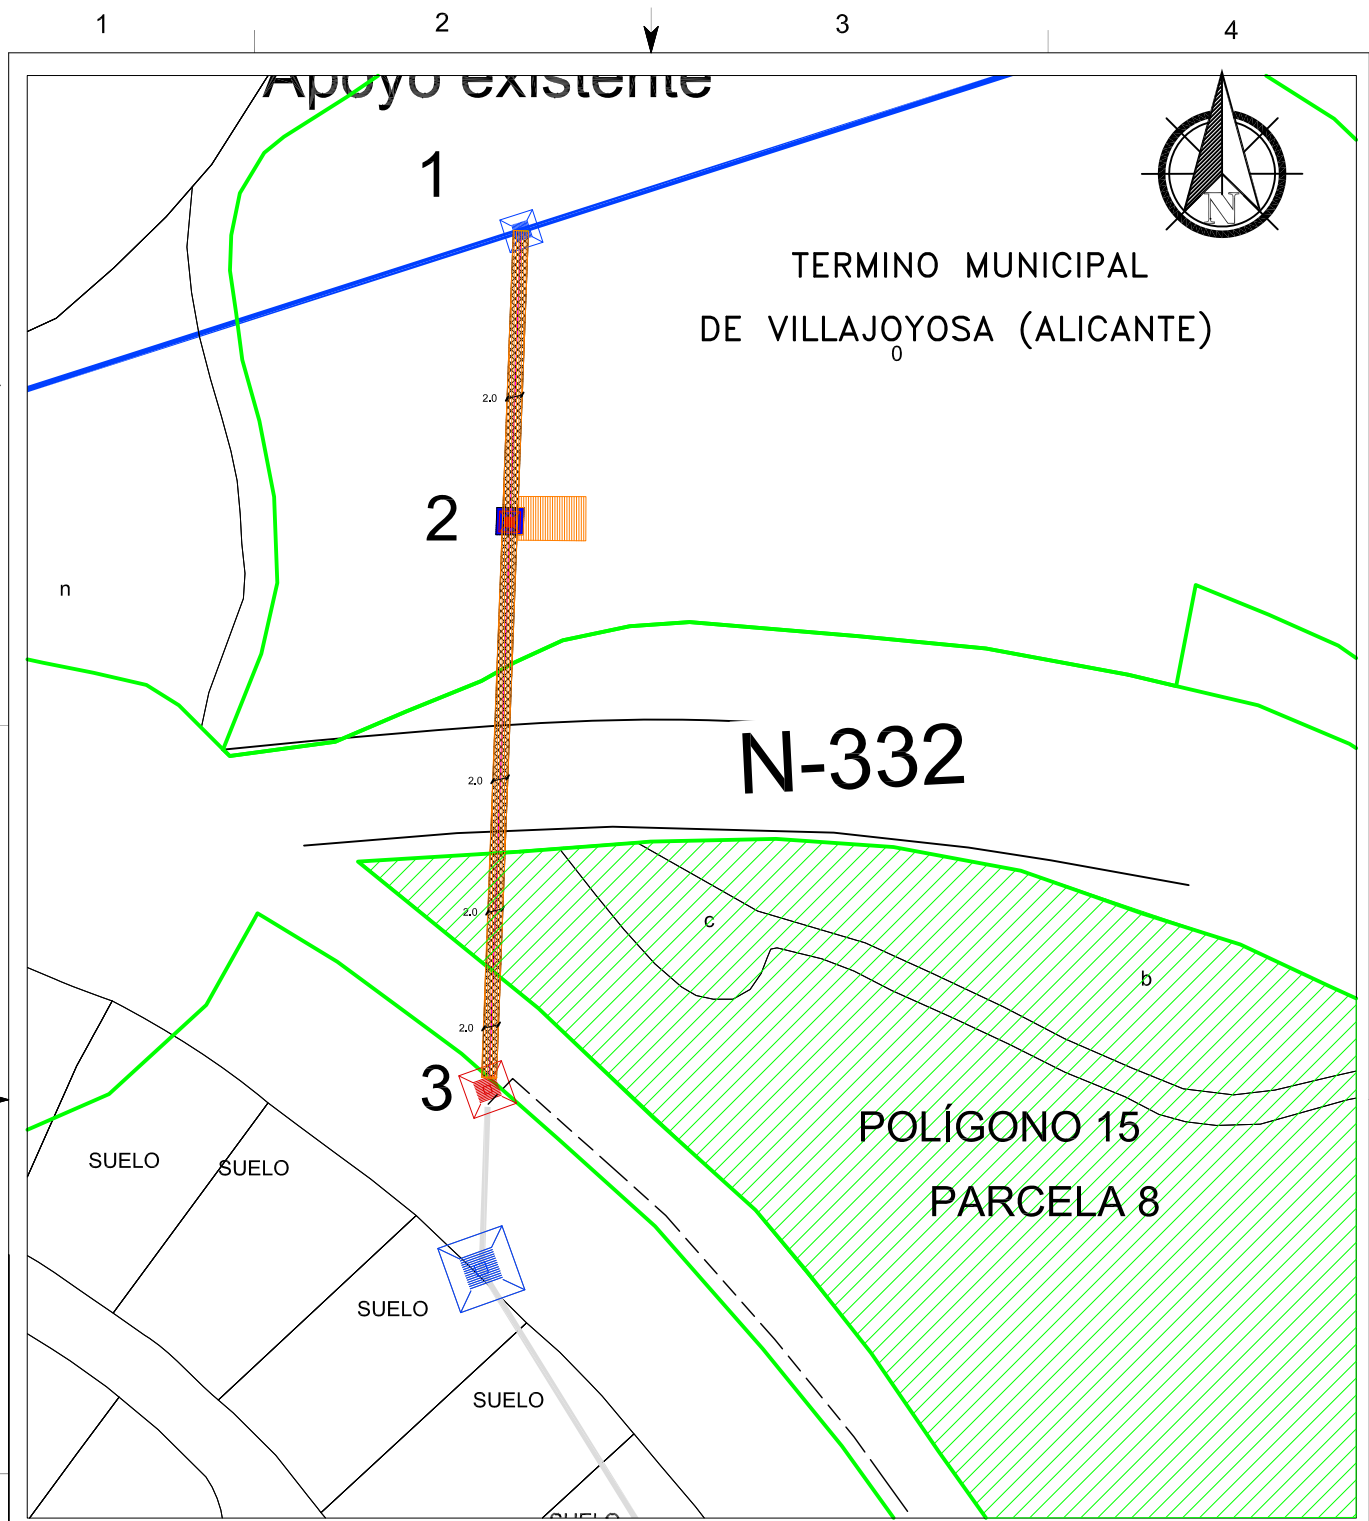 1
2
3
4
Apoyo existente
1
N
TERMINO MUNICIPAL
DE VILLAJOYOSA (ALICANTE)
0
2.0
2
n
N-332
2.0
2.0
c
b
2.0
3
POLÍGONO 15
SUELO
SUELO
PARCELA 8
SUELO
SUELO
SUELO